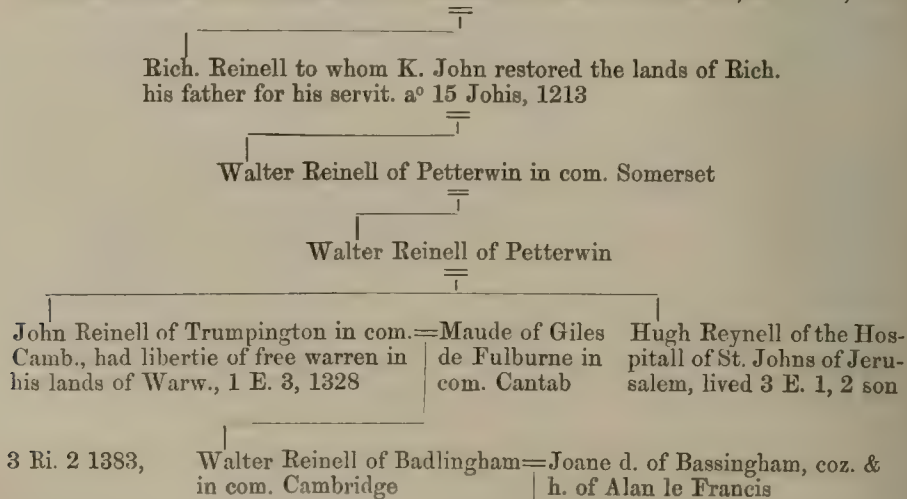 Rich. Reinell to whom K. John restored the lands of Rich.
his father for his servit. aº 15 Johis, 1213
Walter Reinell of Petterwin in com. Somerset
Walter Reinell of Petterwin
John Reinell of Trumpington in com.=Maude of Giles
Camb., had libertie of free warren in de Fulburne in
his lands of Warw., 1 E. 3, 1328 com. Cantab
Hugh Reynell of the Hos-
pitall of St. Johns of Jeru-
salem, lived 3 E. 1, 2 son
3 Ri. 2 1383,
Walter Reinell of Badlingham=Joane d. of Bassingham, coz. &
in com. Cambridge h. of Alan le Francis